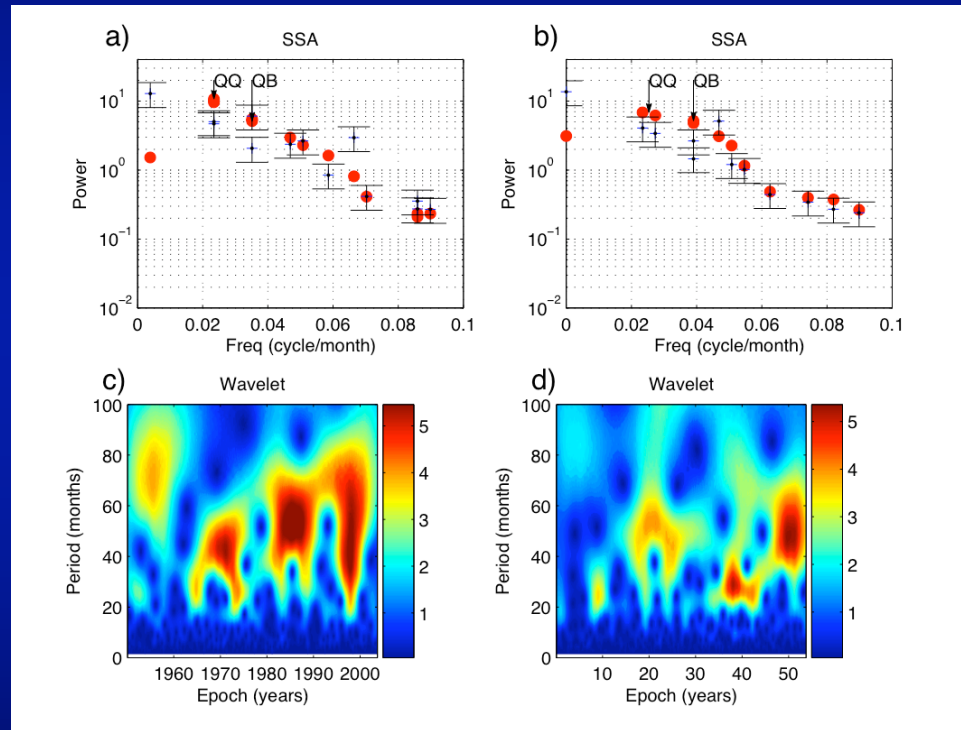 a)
SSA
QQ
QB
10^1
10^0
10^-1
10^-2
Power
0
0.02
0.04
0.06
0.08
0.1
Freq (cycle/month)
b)
SSA
QQ
QB
10^1
10^0
10^-1
10^-2
Power
0
0.02
0.04
0.06
0.08
0.1
Freq (cycle/month)
c)
Wavelet
100
80
60
40
20
0
Period (months)
1960
1970
1980
1990
2000
Epoch (years)
5
4
3
2
1
d)
Wavelet
100
80
60
40
20
0
Period (months)
10
20
30
40
50
Epoch (years)
5
4
3
2
1